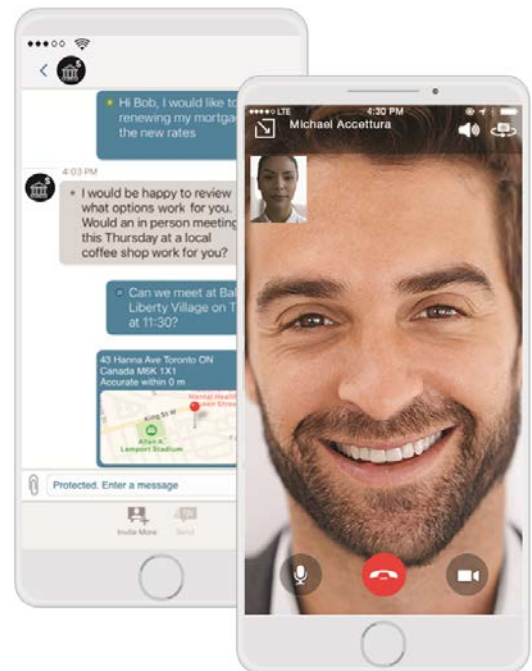 Hi Bob, I would like to
renewing my
the new rates
4:03 PM
I would be happy to review
what options work for you.
Would an in person meeting
this Thursday at a local
coffee shop work for you?
Can we meet at
Liberty Village on
at 11:30?
43 Hanna Ave Toronto ON
Canada M6K 1X1
Accurate within 0 m
Mental
King St W
Allan A.
Lamport Stadium
Protected. Enter a message
Invite More
Send
LTE
4:30 PM
Michael Accettura